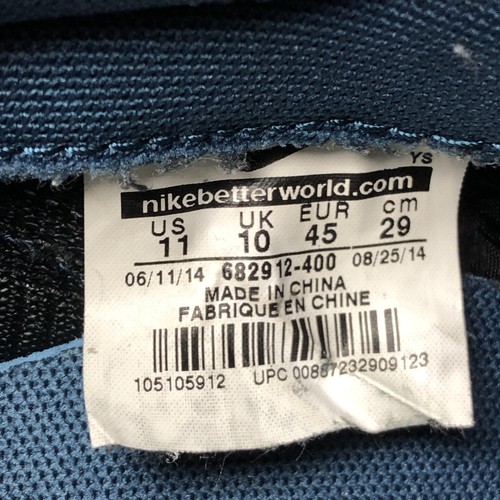 YS
nikebetterworld.com
US UK EUR cm
11 10 45 29
06/11/14 682912-400 08/25/14
MADE IN CHINA
FABRIQUE EN CHINE
105105912 UPC 00887232909123